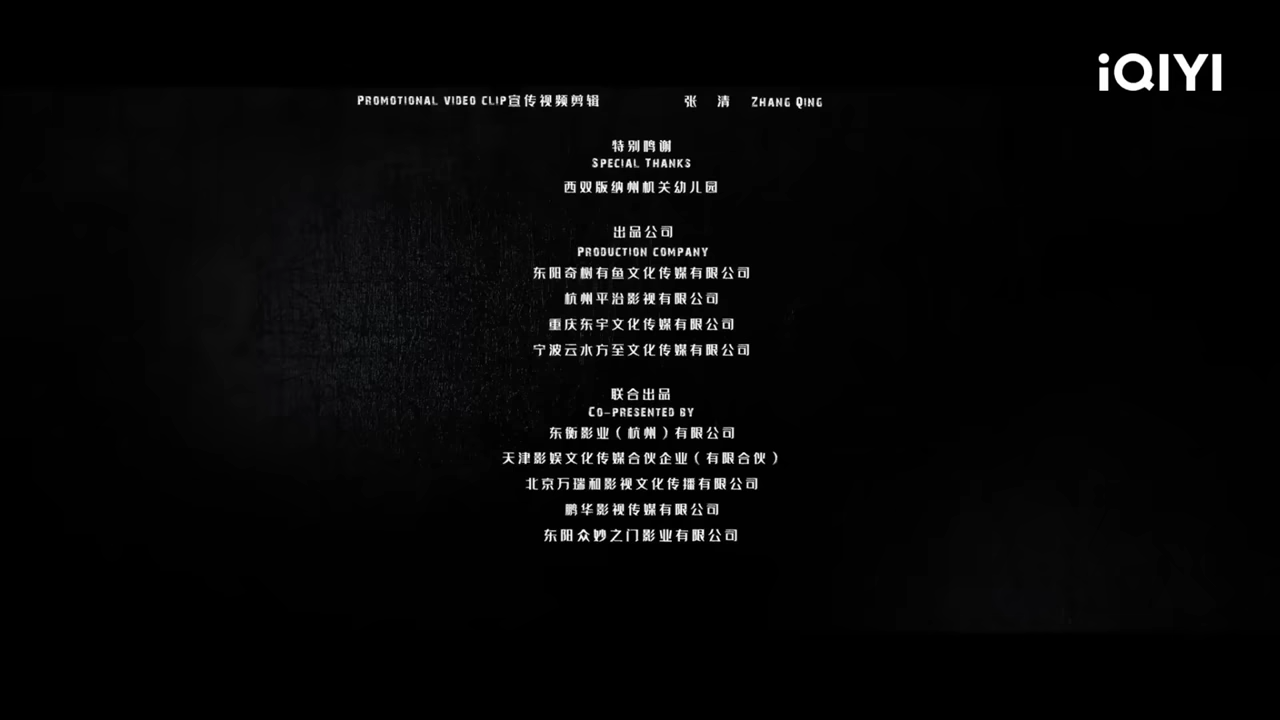 iQIYI
PROMOTIONAL VIDEO CLIP宣传视频剪辑 张 清 ZHANG QING
特别鸣谢
SPECIAL THANKS
西双版纳州机关幼儿园
出品公司
PRODUCTION COMPANY
东阳奇树有鱼文化传媒有限公司
杭州平治影视有限公司
重庆东宇文化传媒有限公司
宁波云水方至文化传媒有限公司
联合出品
CO-PRESENTED BY
东衡影业（杭州）有限公司
天津影娱文化传媒合伙企业（有限合伙）
北京万瑞和影视文化传播有限公司
鹏华影视传媒有限公司
东阳众妙之门影业有限公司